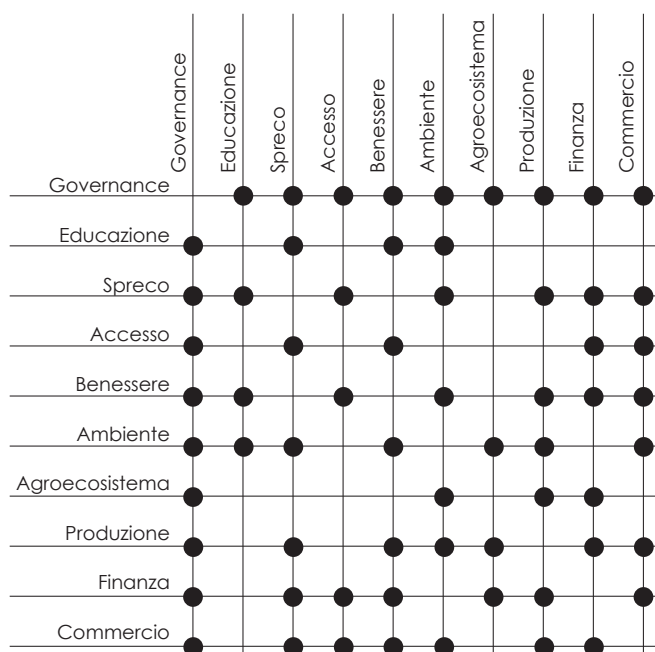 Governance
Educazione
Spreco
Accesso
Benessere
Ambiente
Agroecosistema
Produzione
Finanza
Commercio
Governance
Educazione
Spreco
Accesso
Benessere
Ambiente
Agroecosistema
Produzione
Finanza
Commercio